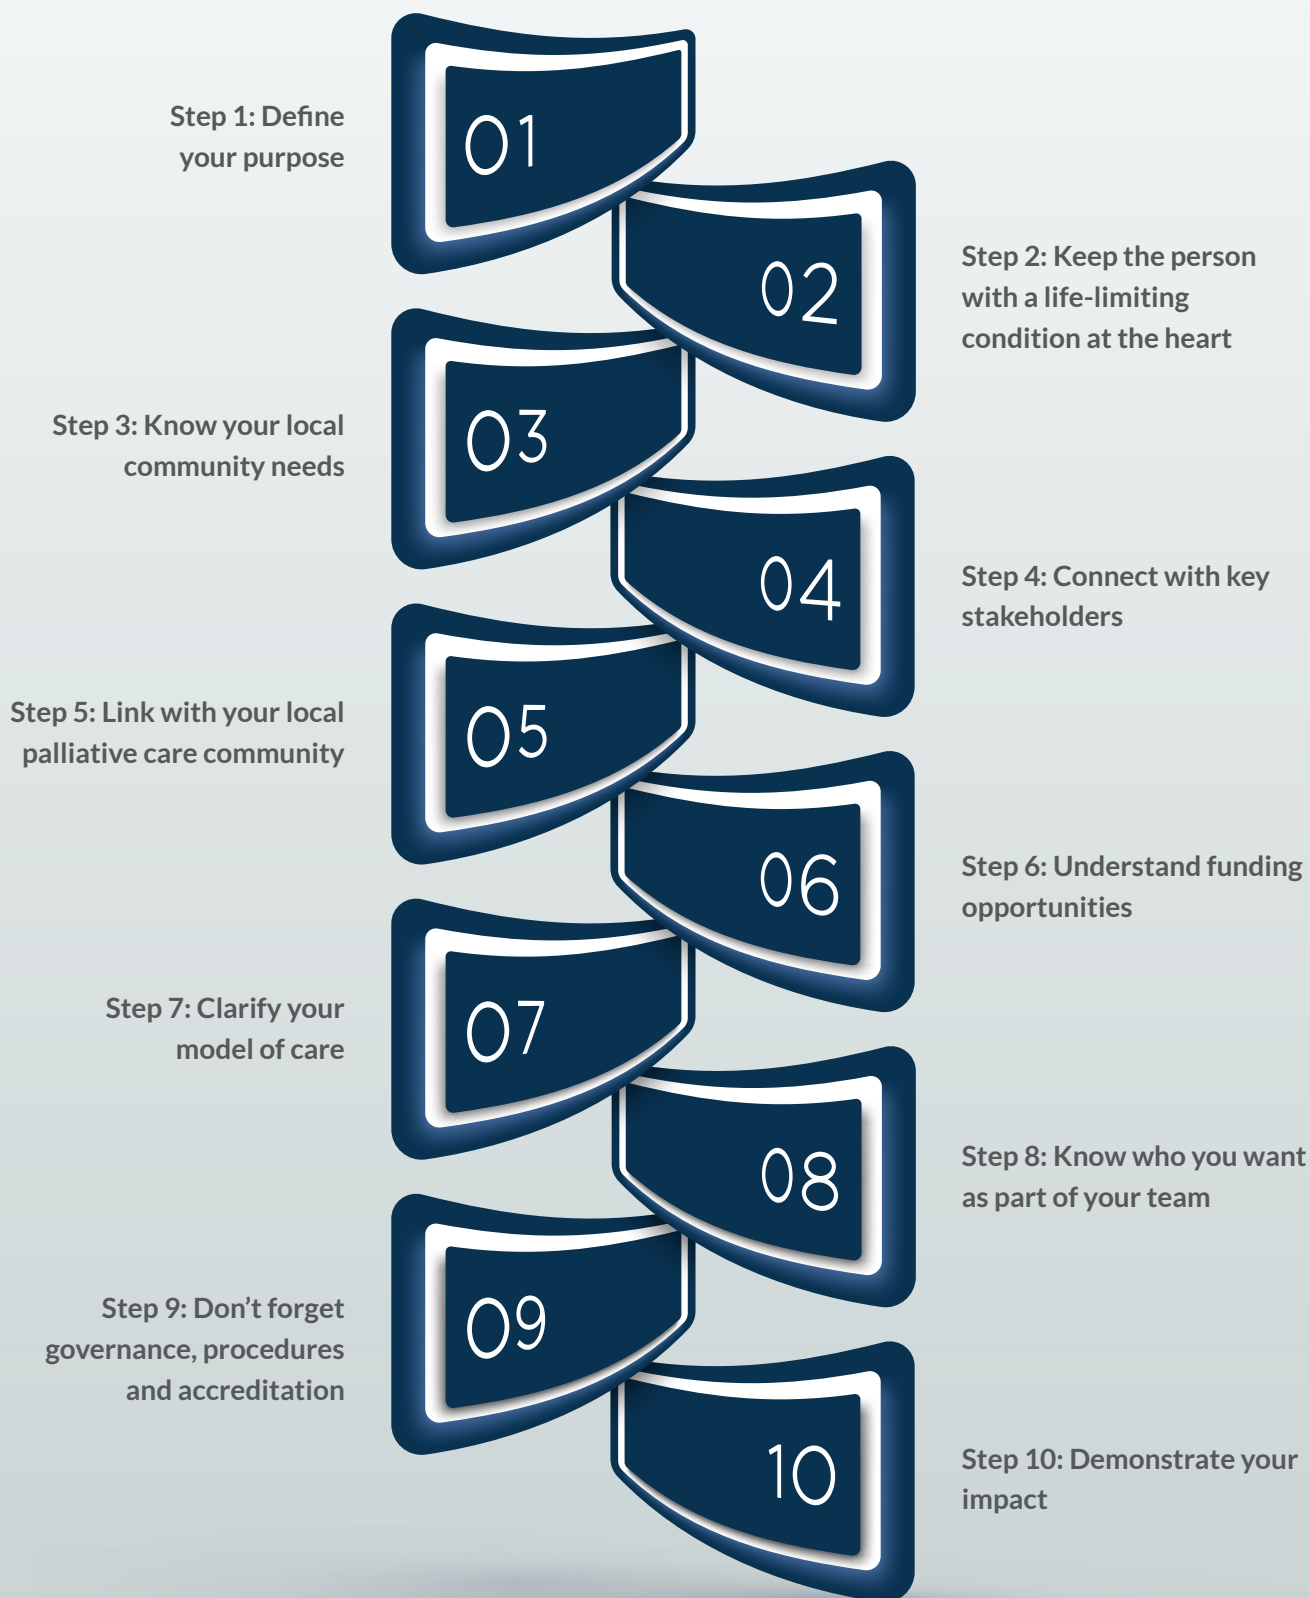 01
Step 1: Define
your purpose
02
Step 2: Keep the person
with a life-limiting
condition at the heart
03
Step 3: Know your local
community needs
04
Step 4: Connect with key
stakeholders
05
Step 5: Link with your local
palliative care community
06
Step 6: Understand funding
opportunities
07
Step 7: Clarify your
model of care
08
Step 8: Know who you want
as part of your team
09
Step 9: Don’t forget
governance, procedures
and accreditation
10
Step 10: Demonstrate your
impact